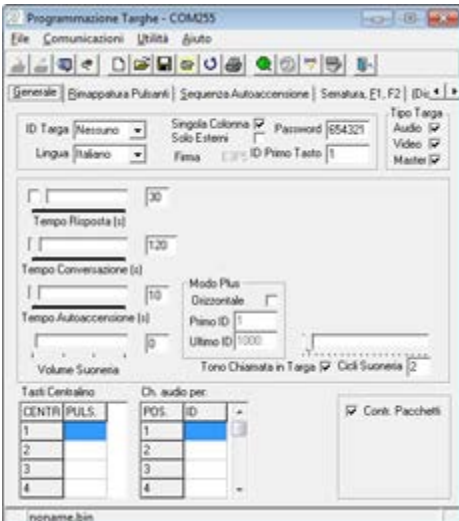 Programmazione Targhe - COM255
File Comunicazioni Utilità Aiuto
Generale Rimappatura Pulsanti Sequenza Autoaccensione Serratura, F1, F2
Tipo Targa
ID Targa Nessuno Singola Colonna Password 654321 Audio
Solo Esterni Video
Lingua Italiano Firma ID Primo Tasto 1 Master
30
Tempo Risposta (s)
120
Tempo Conversazione (s)
Modo Plus
10 Orizzontale
Tempo Autoaccensione (s) Primo ID 1
0 Ultimo ID 1000
Volume Suoneria Tono Chiamata in Targa Cicli Suoneria 2
Tasti Centralino Ch. audio per:
CENTR PULS. POS. ID Contr. Pacchetti
1 1
2 2
3 3
4 4
noname.bin